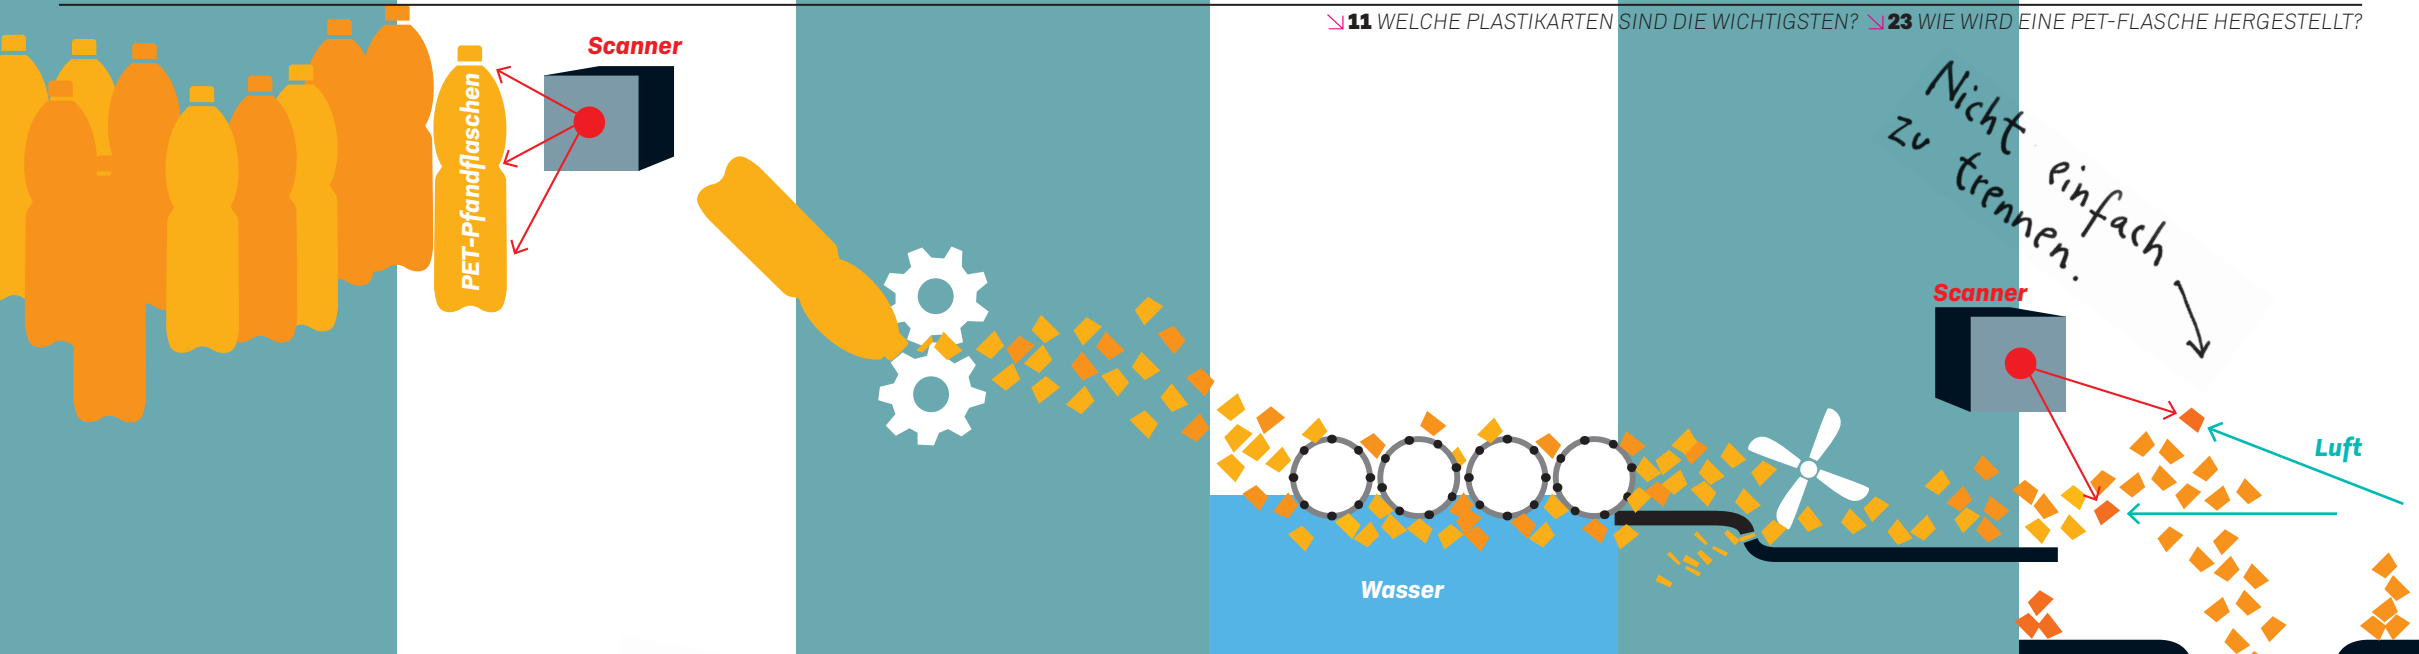 ↘11 WELCHE PLASTIKARTEN SIND DIE WICHTIGSTEN? ↘23 WIE WIRD EINE PET-FLASCHE HERGESTELLT?
Scanner
PET-Pfandflaschen
Nicht einfach
zu trennen.
Scanner
Luft
Wasser